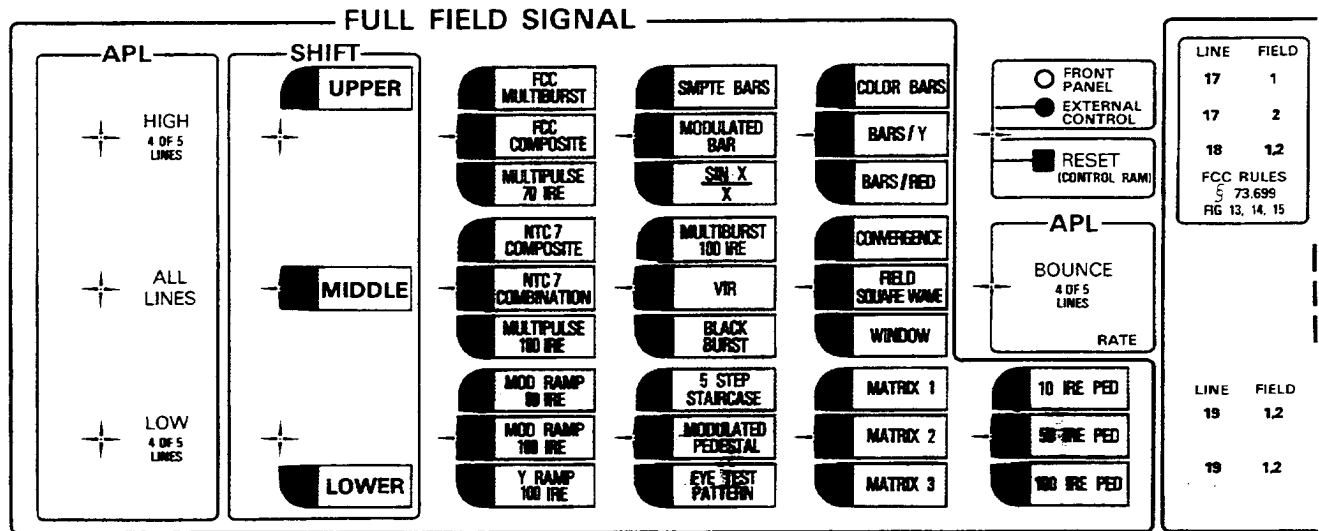 FULL FIELD SIGNAL
APL
HIGH
4 OF 5
LINES
ALL
LINES
LOW
4 OF 5
LINES
SHIFT
UPPER
MIDDLE
LOWER
FCC
MULTIBURST
FCC
COMPOSITE
MULTIPULSE
70 IRE
NTC 7
COMPOSITE
NTC 7
COMBINATION
MULTIPULSE
100 IRE
MOD RAMP
80 IRE
MOD RAMP
100 IRE
Y RAMP
100 IRE
SMPTE BARS
MODULATED
BAR
SIN X
X
MULTIBURST
100 IRE
VIR
BLACK
BURST
5 STEP
STAIRCASE
MODULATED
PEDESTAL
EYE TEST
PATTERN
COLOR BARS
BARS / Y
BARS / RED
CONVERGENCE
FIELD
SQUARE WAVE
WINDOW
MATRIX 1
MATRIX 2
MATRIX 3
FRONT
PANEL
EXTERNAL
CONTROL
RESET
(CONTROL RAM)
APL
BOUNCE
4 OF 5
LINES
RATE
10 IRE PED
50 IRE PED
100 IRE PED
LINE FIELD
17 1
17 2
18 1,2
FCC RULES
§ 73.699
FIG 13, 14, 15
LINE FIELD
19 1,2
19 1,2